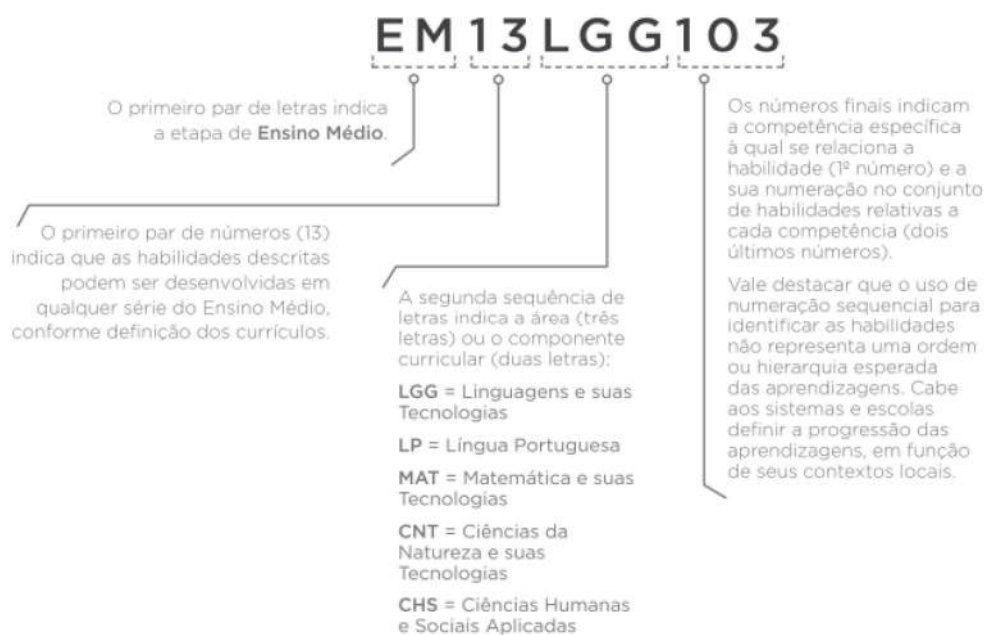 EM13LGG103
O primeiro par de letras indica
a etapa de Ensino Médio.
O primeiro par de números (13)
indica que as habilidades descritas
podem ser desenvolvidas em
qualquer série do Ensino Médio,
conforme definição dos currículos.
A segunda sequência de
letras indica a área (três
letras) ou o componente
curricular (duas letras):
LGG = Linguagens e suas
Tecnologias
LP = Língua Portuguesa
MAT = Matemática e suas
Tecnologias
CNT = Ciências da
Natureza e suas
Tecnologias
CHS = Ciências Humanas
e Sociais Aplicadas
Os números finais indicam
a competência específica
à qual se relaciona a
habilidade (1º número) e a
sua numeração no conjunto
de habilidades relativas a
cada competência (dois
últimos números).
Vale destacar que o uso de
numeração sequencial para
identificar as habilidades
não representa uma ordem
ou hierarquia esperada
das aprendizagens. Cabe
aos sistemas e escolas
definir a progressão das
aprendizagens, em função
de seus contextos locais.